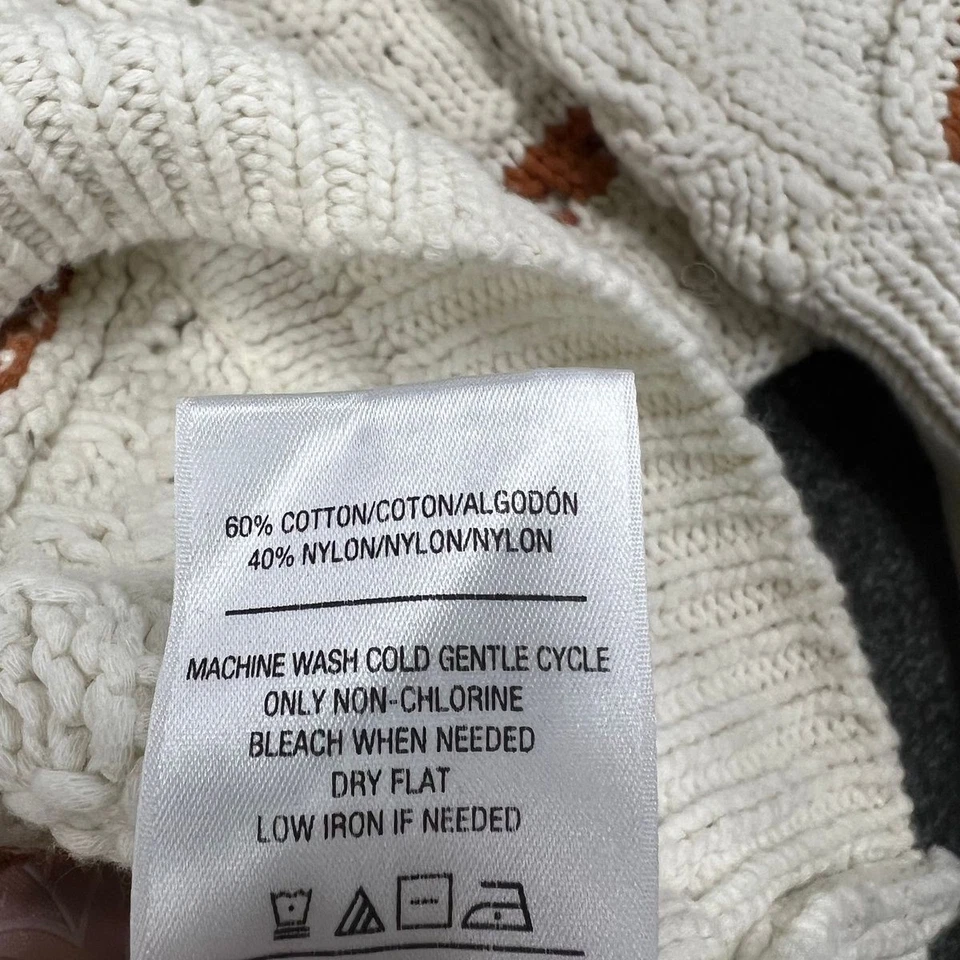 60% COTTON/COTON/ALGODÓN
40% NYLON/NYLON/NYLON
MACHINE WASH COLD GENTLE CYCLE
ONLY NON-CHLORINE
BLEACH WHEN NEEDED
DRY FLAT
LOW IRON IF NEEDED